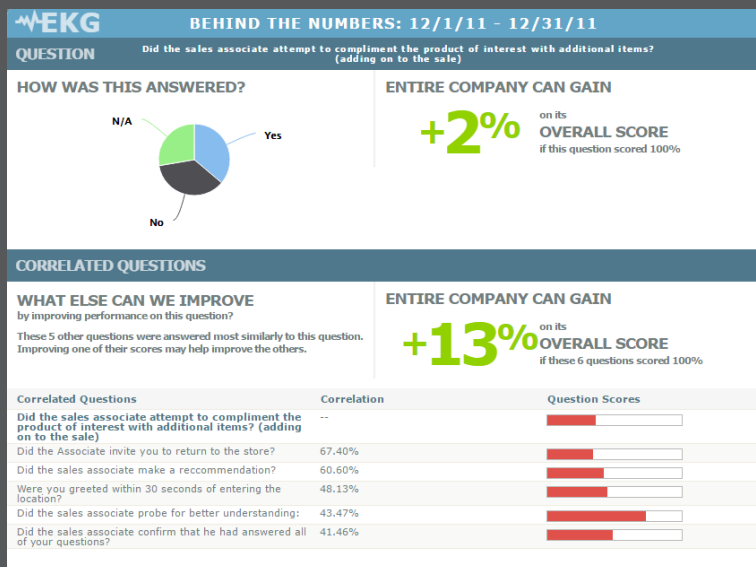 EKG
BEHIND THE NUMBERS: 12/1/11 - 12/31/11
QUESTION
Did the sales associate attempt to compliment the product of interest with additional items?
(adding on to the sale)
HOW WAS THIS ANSWERED?
N/A
Yes
No
ENTIRE COMPANY CAN GAIN
+2%
on its
OVERALL SCORE
if this question scored 100%
CORRELATED QUESTIONS
WHAT ELSE CAN WE IMPROVE
by improving performance on this question?
These 5 other questions were answered most similarly to this question.
Improving one of their scores may help improve the others.
ENTIRE COMPANY CAN GAIN
+13%
on its
OVERALL SCORE
if these 6 questions scored 100%
Correlated Questions Correlation Question Scores
Did the sales associate attempt to compliment the --
product of interest with additional items? (adding
on to the sale)
Did the Associate invite you to return to the store? 67.40%
Did the sales associate make a reccommendation? 60.60%
Were you greeted within 30 seconds of entering the 48.13%
location?
Did the sales associate probe for better understanding: 43.47%
Did the sales associate confirm that he had answered all 41.46%
of your questions?